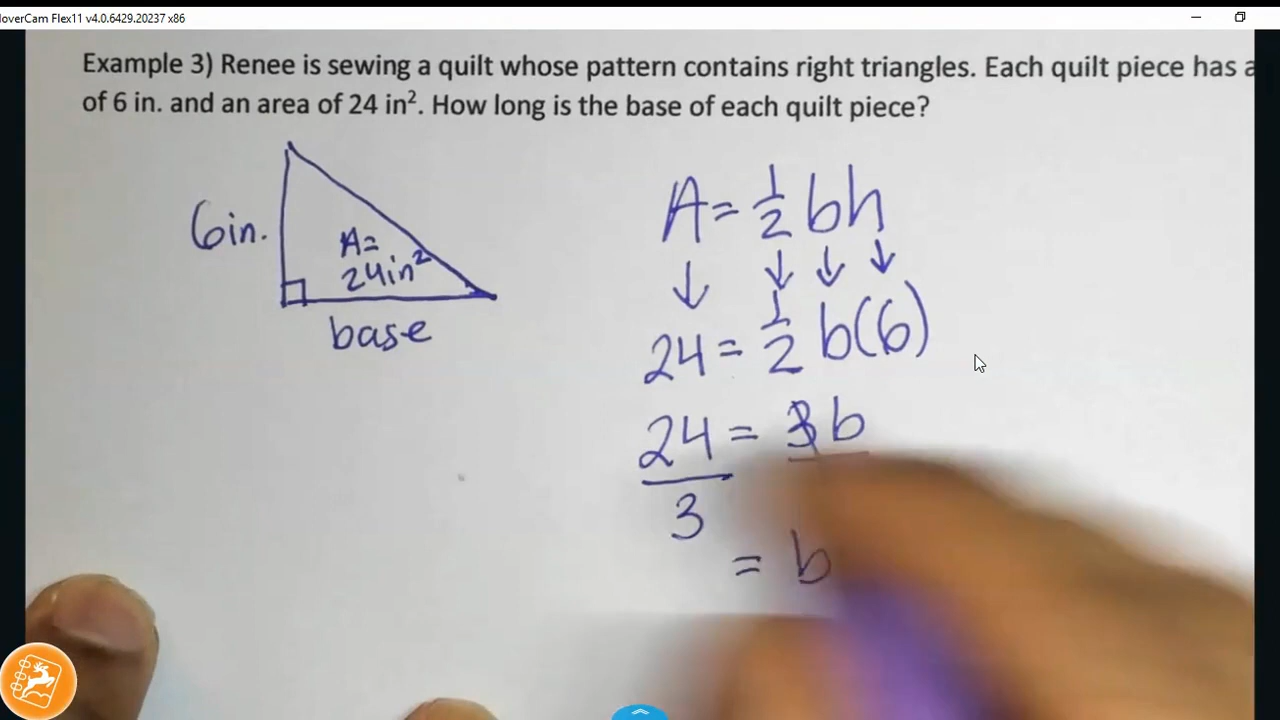 loverCam Flex11 v4.0.6429.20237 x86
Example 3) Renee is sewing a quilt whose pattern contains right triangles. Each quilt piece has a
of 6 in. and an area of 24 in². How long is the base of each quilt piece?
6in.
A=
24in²
base
A = 1/2 bh
↓ ↓ ↓ ↓
24 = 1/2 b(6)
24 = 3b
3
= b